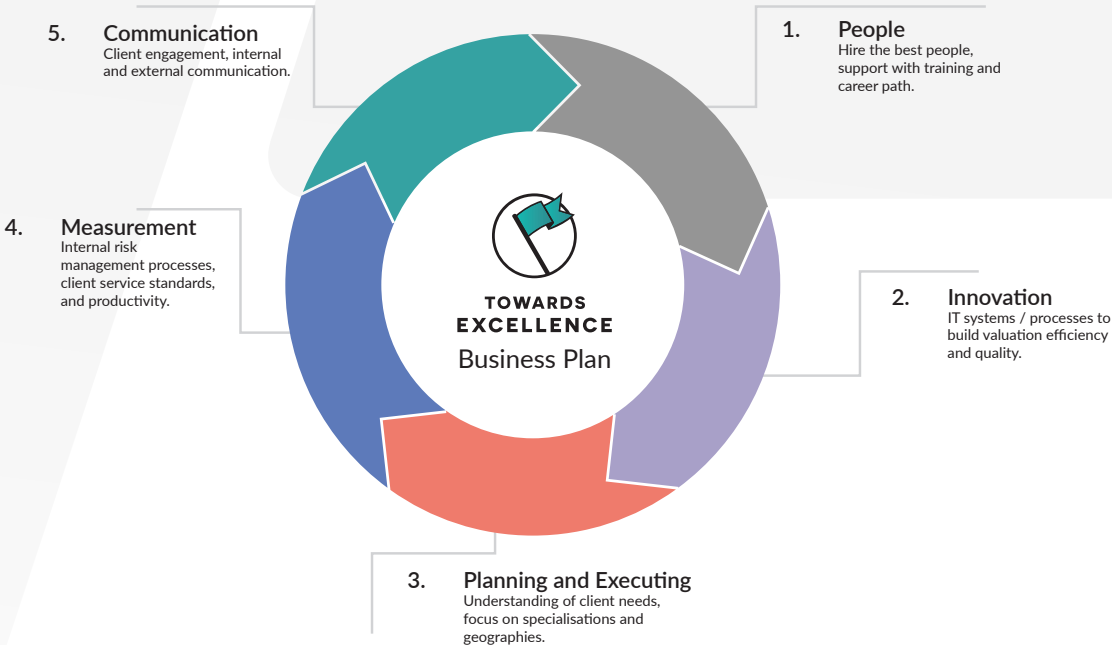 5. Communication
Client engagement, internal
and external communication.
1. People
Hire the best people,
support with training and
career path.
4. Measurement
Internal risk
management processes,
client service standards,
and productivity.
TOWARDS
EXCELLENCE
Business Plan
2. Innovation
IT systems / processes to
build valuation efficiency
and quality.
3. Planning and Executing
Understanding of client needs,
focus on specialisations and
geographies.